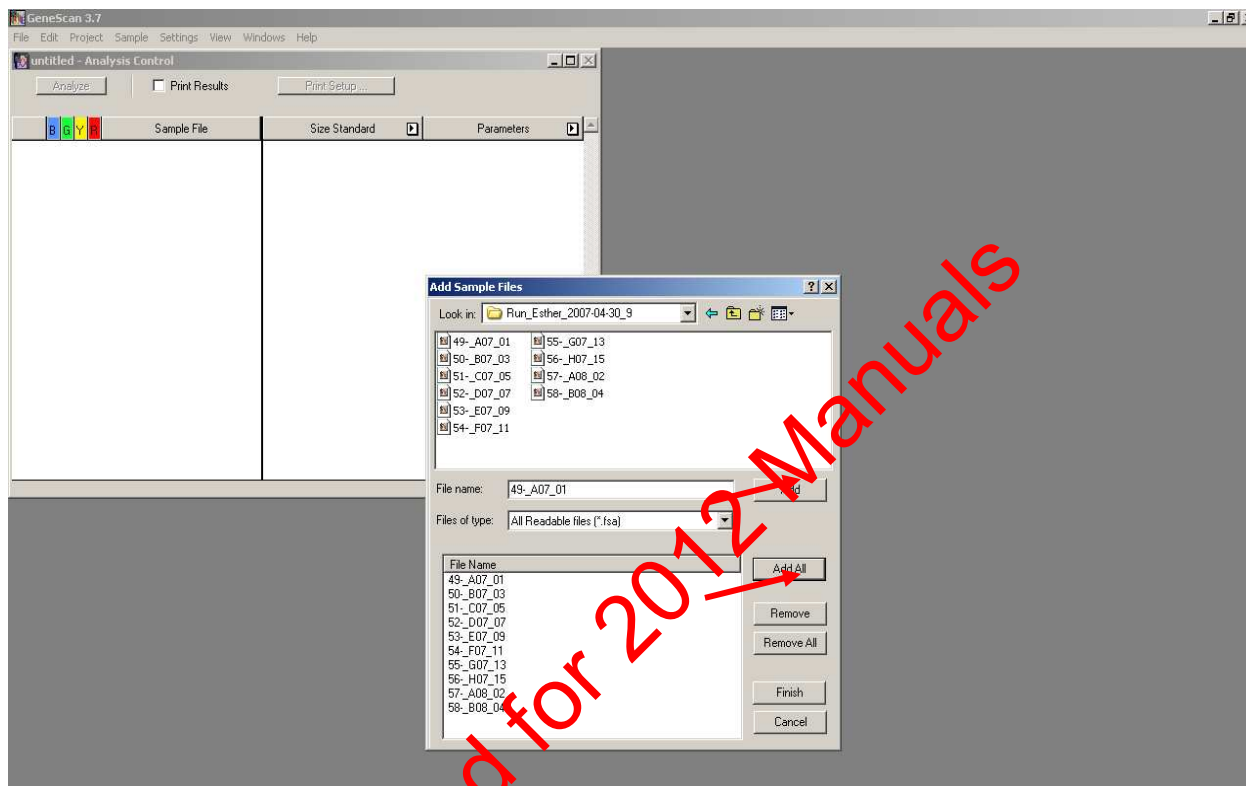 GeneScan 3.7
File Edit Project Sample Settings View Windows Help
untitled - Analysis Control
Analyze Print Results Print Setup ...
B G Y R Sample File Size Standard Parameters
Add Sample Files
Look in: Run_Esther_2007-04-30_9
49-_A07_01 55-_G07_13
50-_B07_03 56-_H07_15
51-_C07_05 57-_A08_02
52-_D07_07 58-_B08_04
53-_E07_09
54-_F07_11
File name: 49-_A07_01 Add
Files of type: All Readable files (*.fsa)
File Name
49-_A07_01
50-_B07_03
51-_C07_05
52-_D07_07
53-_E07_09
54-_F07_11
55-_G07_13
56-_H07_15
57-_A08_02
58-_B08_04
Add All
Remove
Remove All
Finish
Cancel
for 2012 Manuals